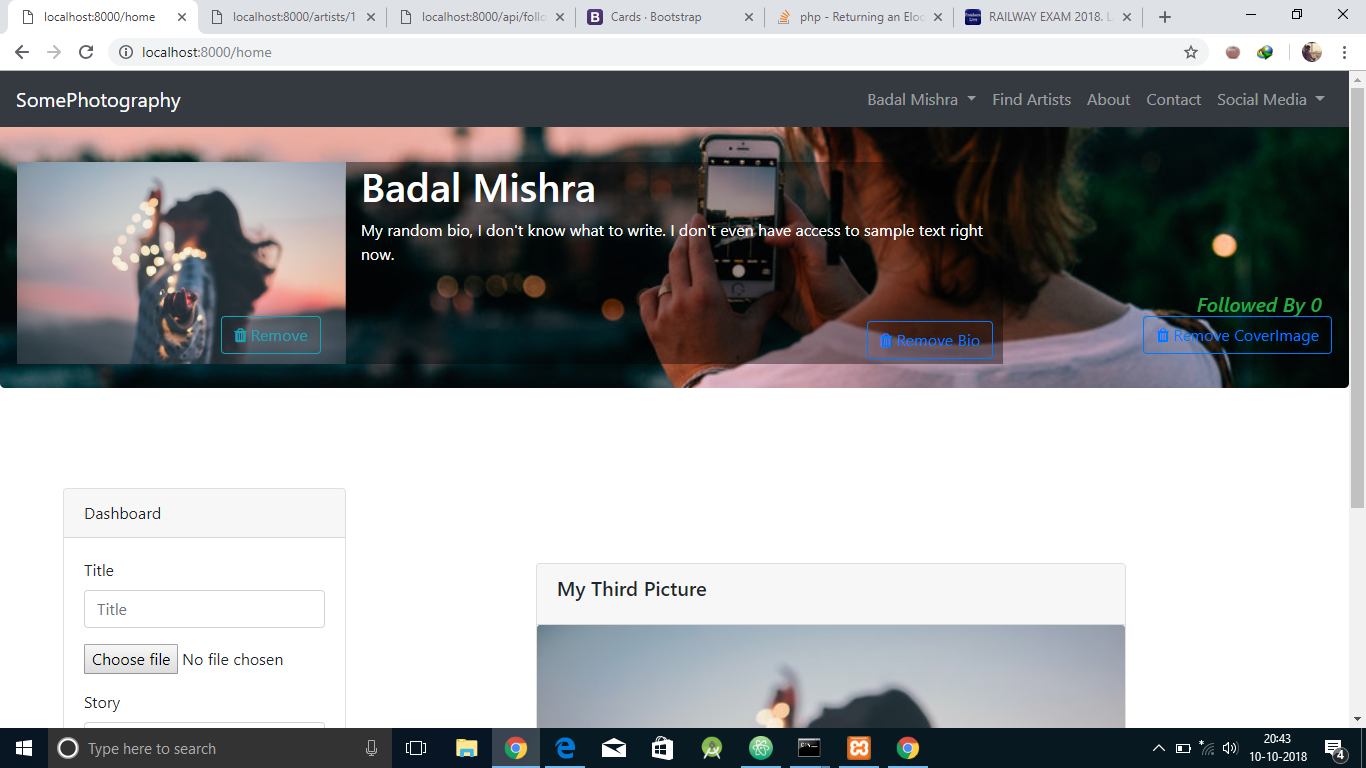 localhost:8000/home
localhost:8000/artists/1
localhost:8000/api/follo
Cards · Bootstrap
php - Returning an Eloq
RAILWAY EXAM 2018. L
localhost:8000/home
SomePhotography
Badal Mishra
Find Artists
About
Contact
Social Media
Badal Mishra
My random bio, I don't know what to write. I don't even have access to sample text right
now.
Followed By 0
Remove
Remove Bio
Remove CoverImage
Dashboard
Title
Title
Choose file No file chosen
Story
My Third Picture
Type here to search
20:43
10-10-2018
4